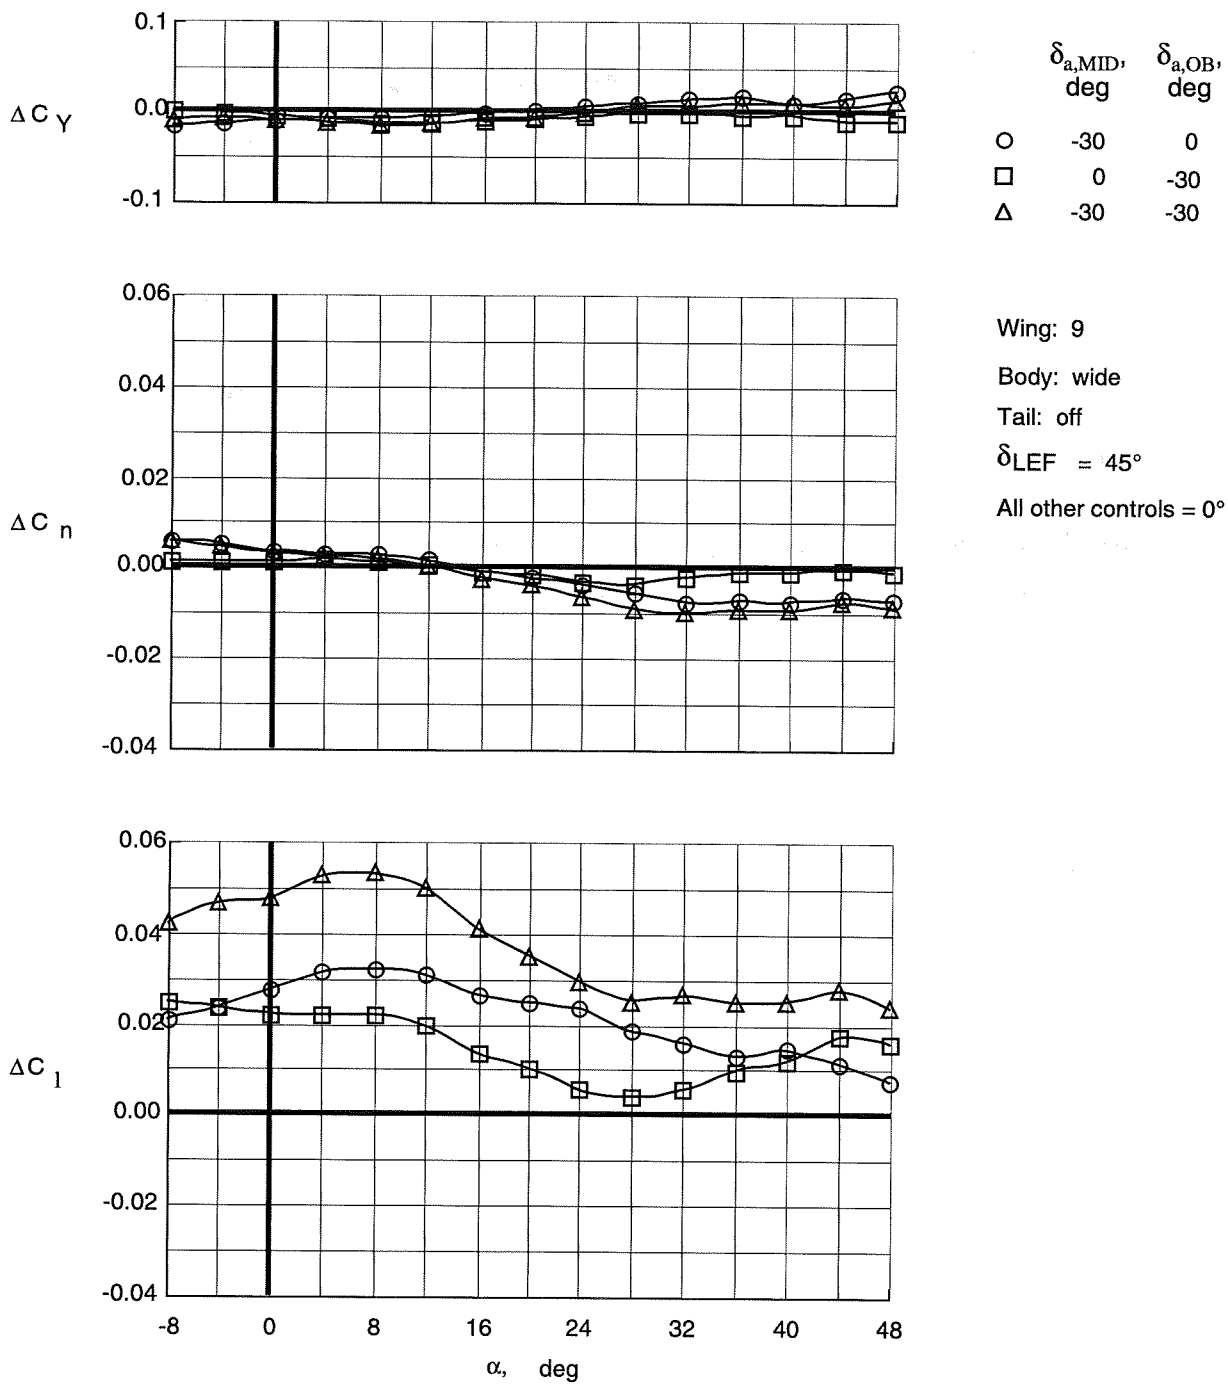 0.1
0.0
-0.1
Δ C Y
δa,MID, δa,OB,
deg deg
-30 0
0 -30
-30 -30
0.06
0.04
0.02
0.00
-0.02
-0.04
Δ C n
Wing: 9
Body: wide
Tail: off
δLEF = 45°
All other controls = 0°
0.06
0.04
0.02
0.00
-0.02
-0.04
ΔC l
-8 0 8 16 24 32 40 48
α, deg